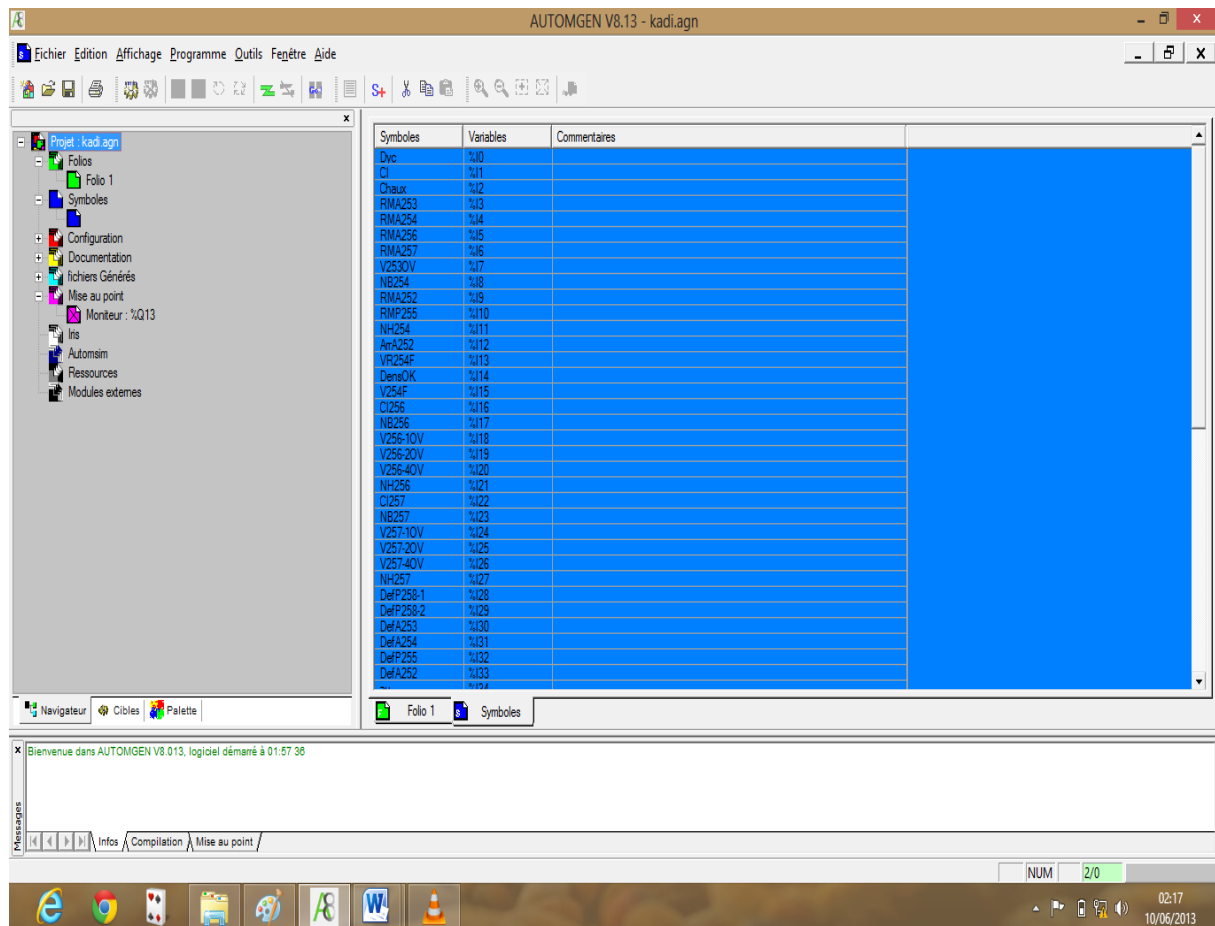 AUTOMGEN V8.13 - kadi.agn
Fichier Edition Affichage Programme Outils Fenêtre Aide
Projet : kadi.agn
Folios
Folio 1
Symboles
Configuration
Documentation
fichiers Générés
Mise au point
Moniteur : %Q13
Iris
Automsim
Ressources
Modules externes
Navigateur Cibles Palette
Symboles Variables Commentaires
Dyc %I0
CI %I1
Chaux %I2
RMA253 %I3
RMA254 %I4
RMA256 %I5
RMA257 %I6
V253OV %I7
NB254 %I8
RMA252 %I9
RMP255 %I10
NH254 %I11
ArrA252 %I12
VR254F %I13
DensOK %I14
V254F %I15
CI256 %I16
NB256 %I17
V256-1OV %I18
V256-2OV %I19
V256-4OV %I20
NH256 %I21
CI257 %I22
NB257 %I23
V257-1OV %I24
V257-2OV %I25
V257-4OV %I26
NH257 %I27
DefP258-1 %I28
DefP258-2 %I29
DefA253 %I30
DefA254 %I31
DefP255 %I32
DefA252 %I33
%I34
Folio 1 Symboles
Bienvenue dans AUTOMGEN V8.013, logiciel démarré à 01:57 36
Messages
Infos Compilation Mise au point
NUM 2/0
02:17
10/06/2013